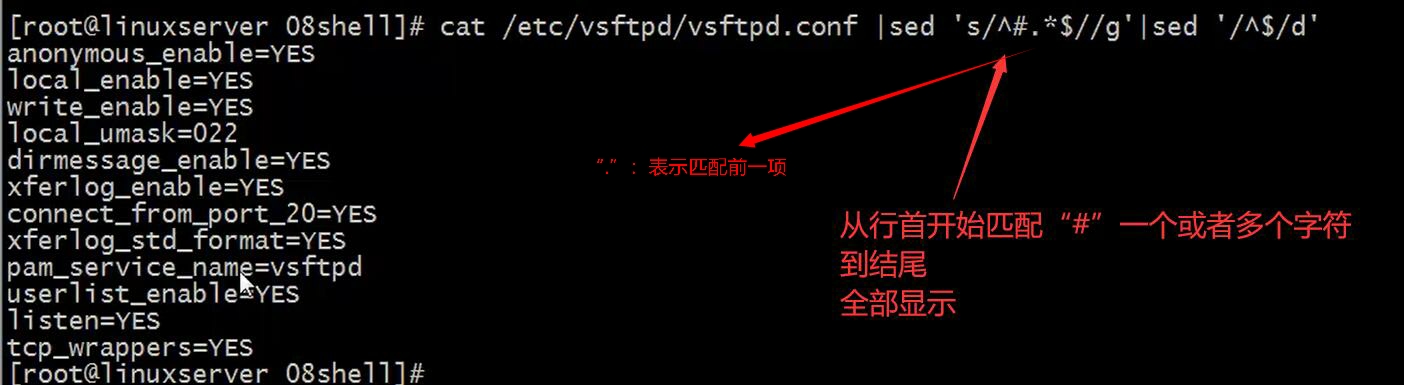 [root@linuxserver 08shell]# cat /etc/vsftpd/vsftpd.conf |sed 's/^#.*$//g'|sed '/^$/d'
anonymous_enable=YES
local_enable=YES
write_enable=YES
local_umask=022
dirmessage_enable=YES
xferlog_enable=YES
connect_from_port_20=YES
xferlog_std_format=YES
pam_service_name=vsftpd
userlist_enable=YES
listen=YES
tcp_wrappers=YES
[root@linuxserver 08shell]#
“.”：表示匹配前一项
从行首开始匹配“#”一个或者多个字符
到结尾
全部显示